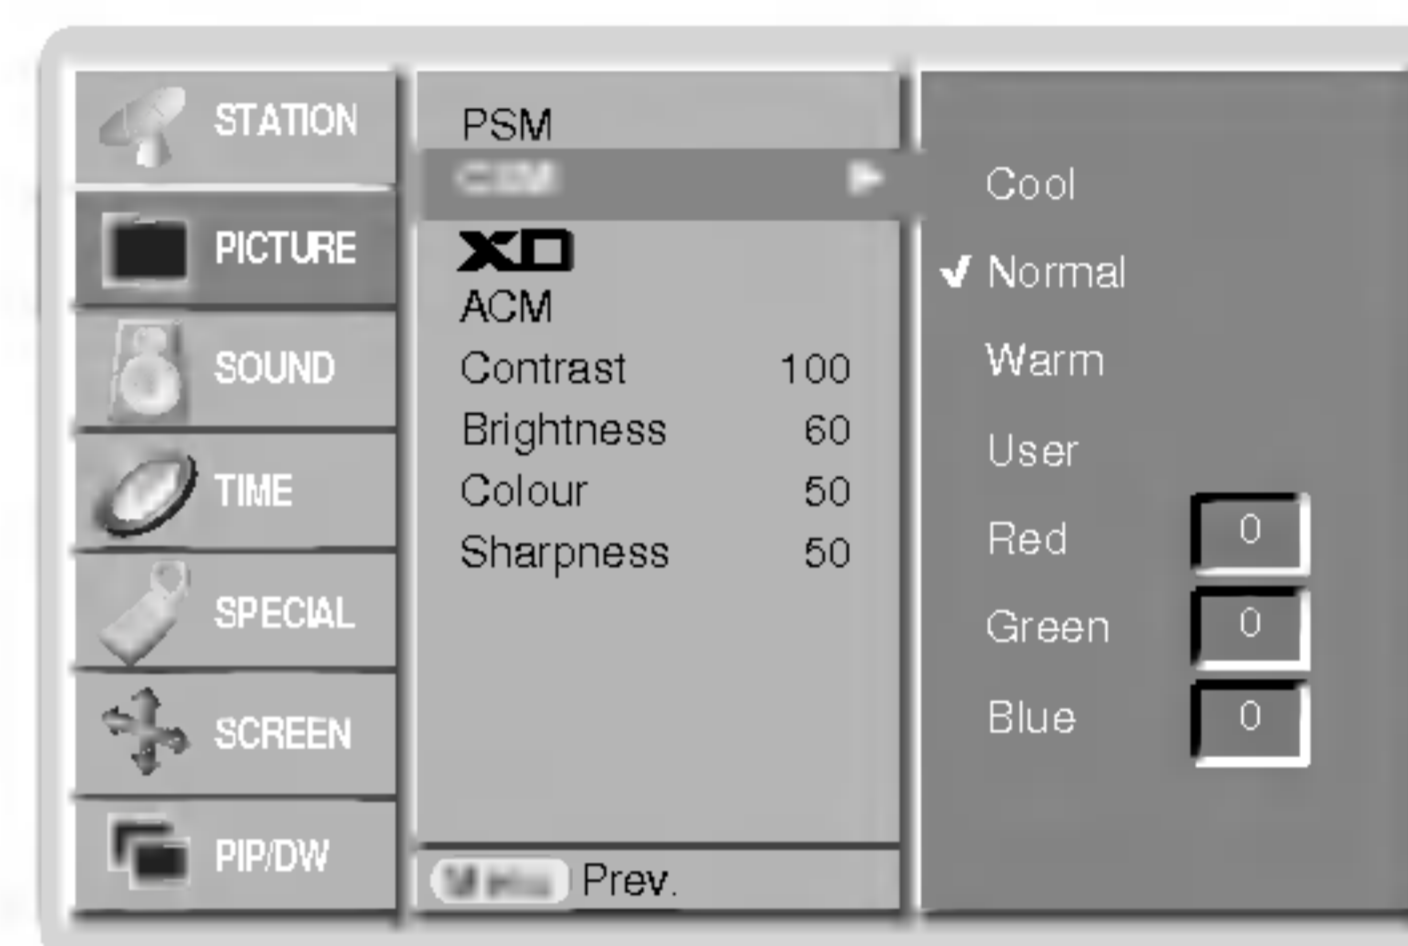 STATION
PICTURE
SOUND
TIME
SPECIAL
SCREEN
PIP/DW
PSM
XD
ACM
Contrast 100
Brightness 60
Colour 50
Sharpness 50
Prev.
Cool
✔ Normal
Warm
User
Red 0
Green 0
Blue 0